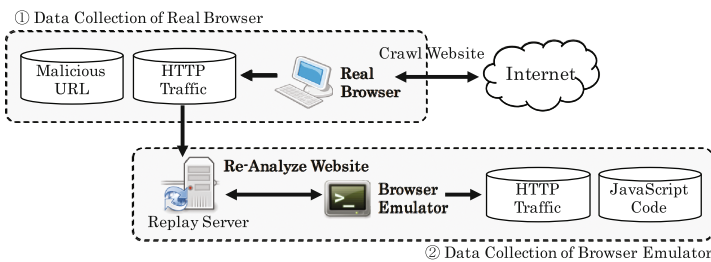 ① Data Collection of Real Browser
Malicious
URL
HTTP
Traffic
Real
Browser
Crawl Website
Internet
Re-Analyze Website
Replay Server
>_
Browser
Emulator
HTTP
Traffic
JavaScript
Code
② Data Collection of Browser Emulator